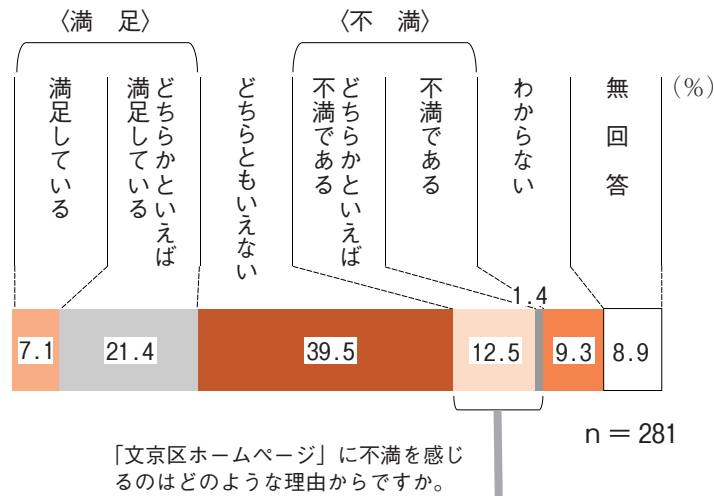 〈満　足〉
〈不　満〉
満足している
どちらかといえば
満足している
どちらともいえない
どちらかといえば
不満である
不満である
わからない
無回答
(%)
1.4
7.1
21.4
39.5
12.5
9.3
8.9
n＝281
「文京区ホームページ」に不満を感じ
るのはどのような理由からですか。